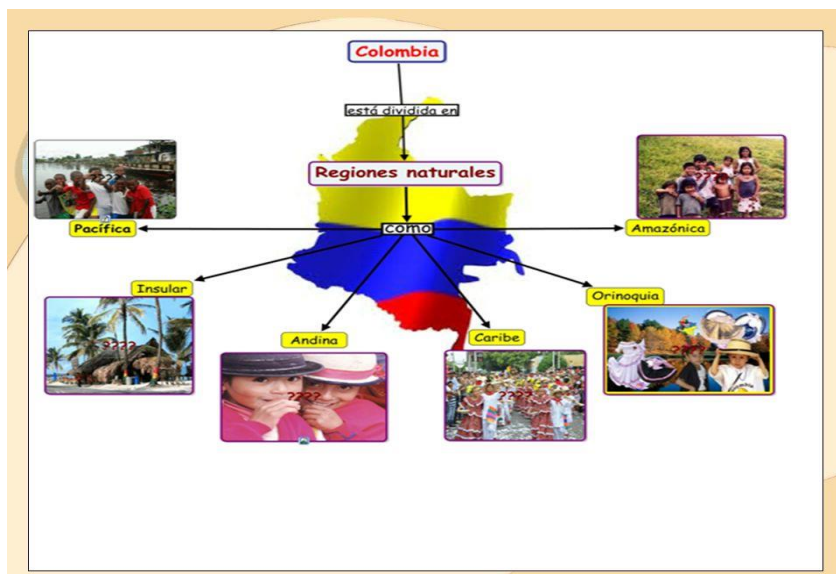 Colombia
está dividida en
Regiones naturales
como
Pacífica
Amazónica
Insular
Orinoquia
????
????
Andina
Caribe
????
????